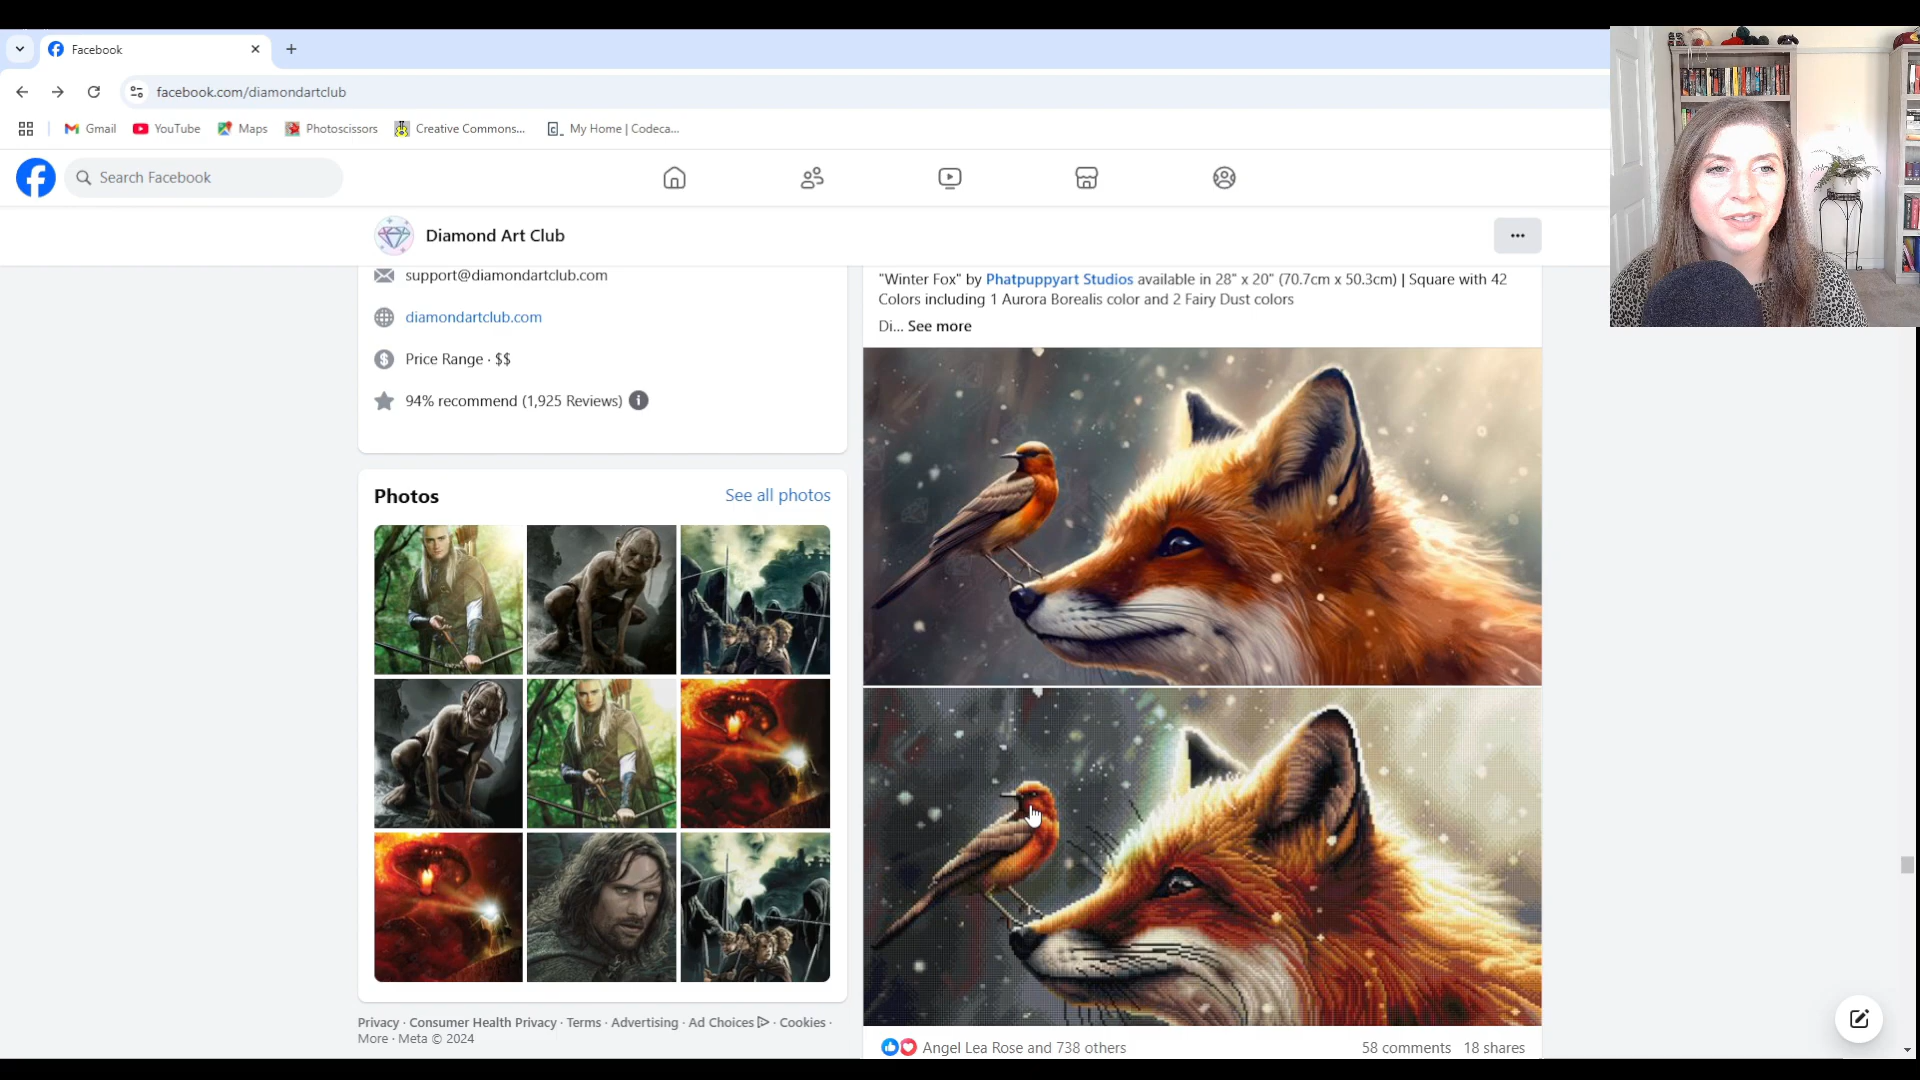 Facebook
facebook.com/diamondartclub
Gmail
YouTube
Maps
Photoscissors
Creative Commons...
My Home | Codeca...
Search Facebook
Diamond Art Club
support@diamondartclub.com
diamondartclub.com
Price Range · $$
94% recommend (1,925 Reviews)
Photos
See all photos
Privacy · Consumer Health Privacy · Terms · Advertising · Ad Choices · Cookies ·
More · Meta © 2024
"Winter Fox" by Phatpuppyart Studios available in 28" x 20" (70.7cm x 50.3cm) | Square with 42
Colors including 1 Aurora Borealis color and 2 Fairy Dust colors
Di... See more
Angel Lea Rose and 738 others
58 comments 18 shares